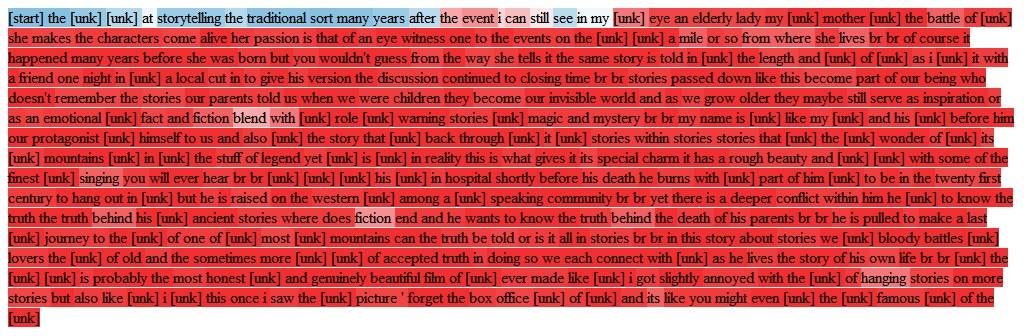 [start] the [unk] [unk] at storytelling the traditional sort many years after the event i can still see in my [unk] eye an elderly lady my [unk] mother [unk] the battle of [unk]
she makes the characters come alive her passion is that of an eye witness one to the events on the [unk] [unk] a mile or so from where she lives br br of course it
happened many years before she was born but you wouldn't guess from the way she tells it the same story is told in [unk] the length and [unk] of [unk] as i [unk] it with
a friend one night in [unk] a local cut in to give his version the discussion continued to closing time br br stories passed down like this become part of our being who
doesn't remember the stories our parents told us when we were children they become our invisible world and as we grow older they maybe still serve as inspiration or
as an emotional [unk] fact and fiction blend with [unk] role [unk] warning stories [unk] magic and mystery br br my name is [unk] like my [unk] and his [unk] before him
our protagonist [unk] himself to us and also [unk] the story that [unk] back through [unk] it [unk] stories within stories stories that [unk] the [unk] wonder of [unk] its
[unk] mountains [unk] in [unk] the stuff of legend yet [unk] is [unk] in reality this is what gives it its special charm it has a rough beauty and [unk] [unk] with some of the
finest [unk] singing you will ever hear br br [unk] [unk] [unk] his [unk] in hospital shortly before his death he burns with [unk] part of him [unk] to be in the twenty first
century to hang out in [unk] but he is raised on the western [unk] among a [unk] speaking community br br yet there is a deeper conflict within him he [unk] to know the
truth the truth behind his [unk] ancient stories where does fiction end and he wants to know the truth behind the death of his parents br br he is pulled to make a last
[unk] journey to the [unk] of one of [unk] most [unk] mountains can the truth be told or is it all in stories br br in this story about stories we [unk] bloody battles [unk]
lovers the [unk] of old and the sometimes more [unk] [unk] of accepted truth in doing so we each connect with [unk] as he lives the story of his own life br br [unk] the
[unk] [unk] is probably the most honest [unk] and genuinely beautiful film of [unk] ever made like [unk] i got slightly annoyed with the [unk] of hanging stories on more
stories but also like [unk] i [unk] this once i saw the [unk] picture ' forget the box office [unk] of [unk] and its like you might even [unk] the [unk] famous [unk] of the
[unk]